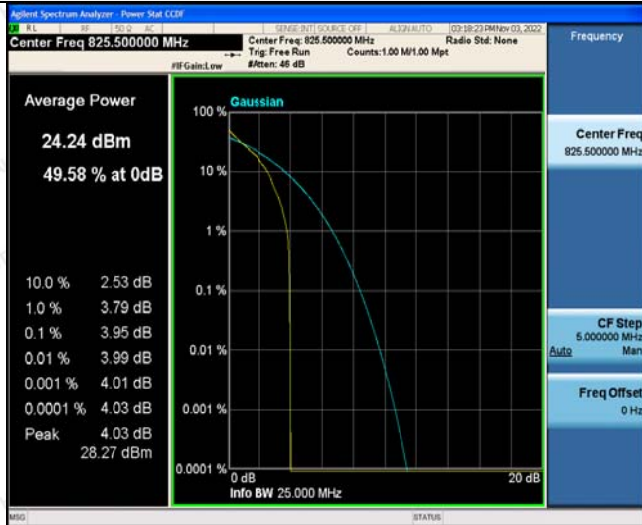 Agilent Spectrum Analyzer - Power Stat CCDF
RL RF 50 Ω AC SENSE:INT SOURCE OFF ALIGN AUTO 03:18:23 PM Nov 03, 2022
Center Freq 825.500000 MHz
Center Freq: 825.500000 MHz Radio Std: None
Trig: Free Run Counts:1.00 M/1.00 Mpt
#IFGain:Low #Atten: 46 dB
Frequency
Average Power
24.24 dBm
49.58 % at 0dB
10.0 % 2.53 dB
1.0 % 3.79 dB
0.1 % 3.95 dB
0.01 % 3.99 dB
0.001 % 4.01 dB
0.0001 % 4.03 dB
Peak 4.03 dB
28.27 dBm
Gaussian
100 %
10 %
1 %
0.1 %
0.01 %
0.001 %
0.0001 %
0 dB 20 dB
Info BW 25.000 MHz
Center Freq
825.500000 MHz
CF Step
5.000000 MHz
Auto Man
Freq Offset
0 Hz
MSG STATUS